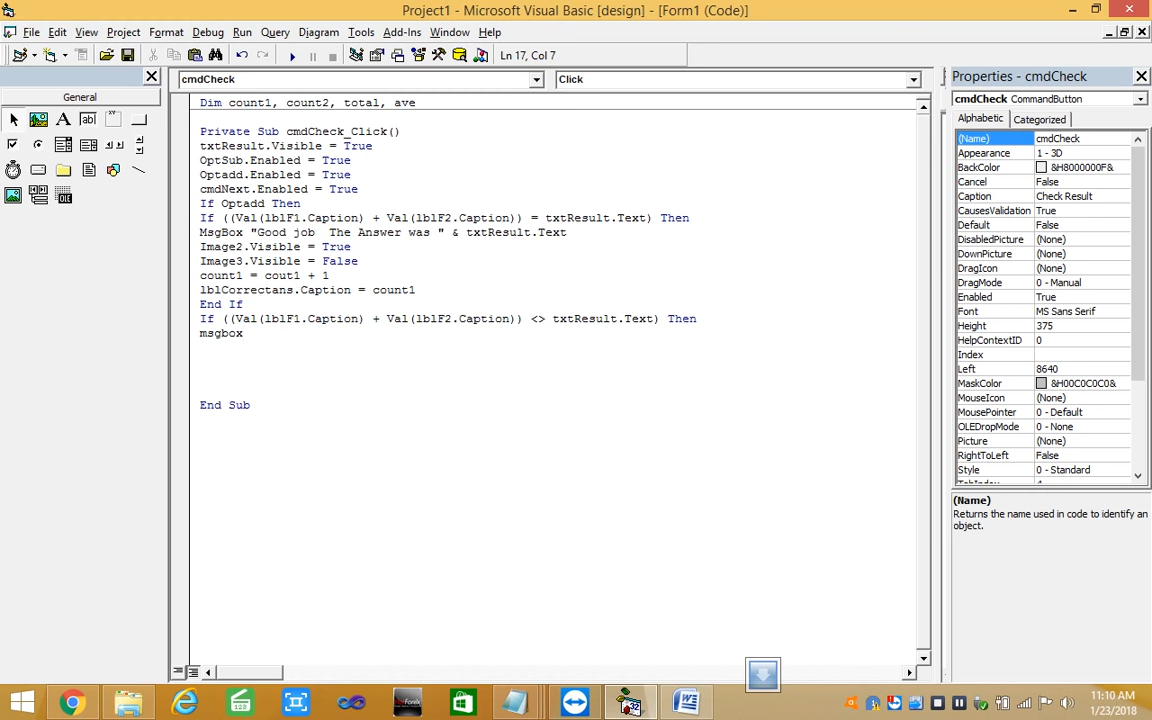 Project1 - Microsoft Visual Basic [design] - [Form1 (Code)]
File Edit View Project Format Debug Run Query Diagram Tools Add-Ins Window Help
Ln 17, Col 7
General
cmdCheck
Click
Dim count1, count2, total, ave
Private Sub cmdCheck_Click()
txtResult.Visible = True
OptSub.Enabled = True
Optadd.Enabled = True
cmdNext.Enabled = True
If Optadd Then
If ((Val(lblF1.Caption) + Val(lblF2.Caption)) = txtResult.Text) Then
MsgBox "Good job  The Answer was " & txtResult.Text
Image2.Visible = True
Image3.Visible = False
count1 = cout1 + 1
lblCorrectans.Caption = count1
End If
If ((Val(lblF1.Caption) + Val(lblF2.Caption)) <> txtResult.Text) Then
msgbox
End Sub
Properties - cmdCheck
cmdCheck CommandButton
Alphabetic Categorized
(Name) cmdCheck
Appearance 1 - 3D
BackColor &H8000000F&
Cancel False
Caption Check Result
CausesValidation True
Default False
DisabledPicture (None)
DownPicture (None)
DragIcon (None)
DragMode 0 - Manual
Enabled True
Font MS Sans Serif
Height 375
HelpContextID 0
Index
Left 8640
MaskColor &H00C0C0C0&
MouseIcon (None)
MousePointer 0 - Default
OLEDropMode 0 - None
Picture (None)
RightToLeft False
Style 0 - Standard
(Name)
Returns the name used in code to identify an
object.
11:10 AM
1/23/2018